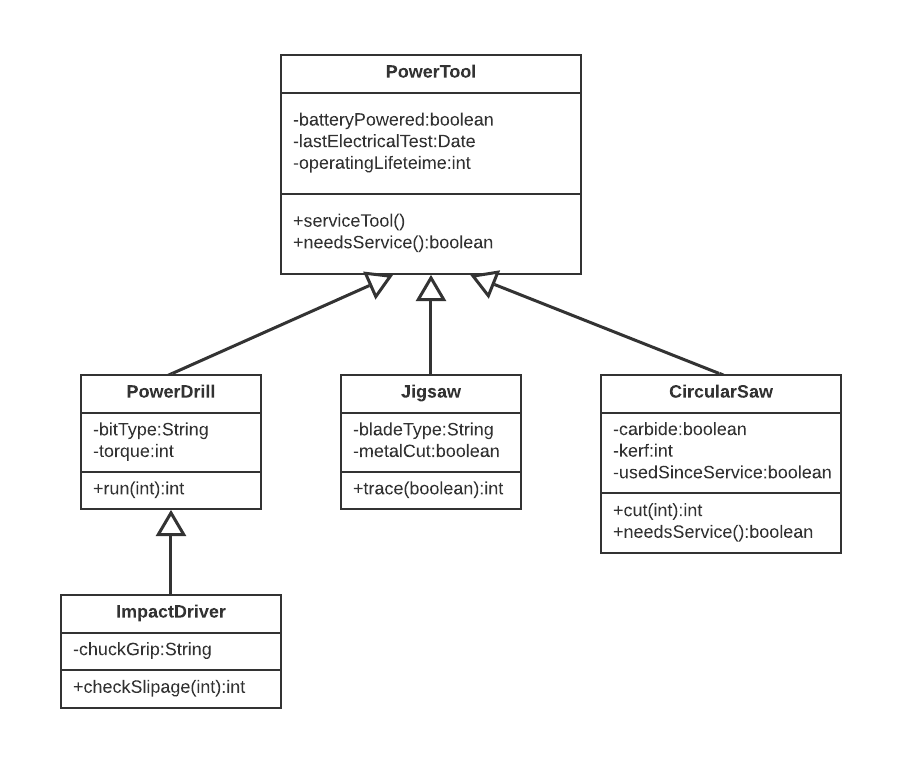 PowerTool
-batteryPowered:boolean
-lastElectricalTest:Date
-operatingLifeteime:int
+serviceTool()
+needsService():boolean
PowerDrill
-bitType:String
-torque:int
+run(int):int
Jigsaw
-bladeType:String
-metalCut:boolean
+trace(boolean):int
CircularSaw
-carbide:boolean
-kerf:int
-usedSinceService:boolean
+cut(int):int
+needsService():boolean
ImpactDriver
-chuckGrip:String
+checkSlipage(int):int